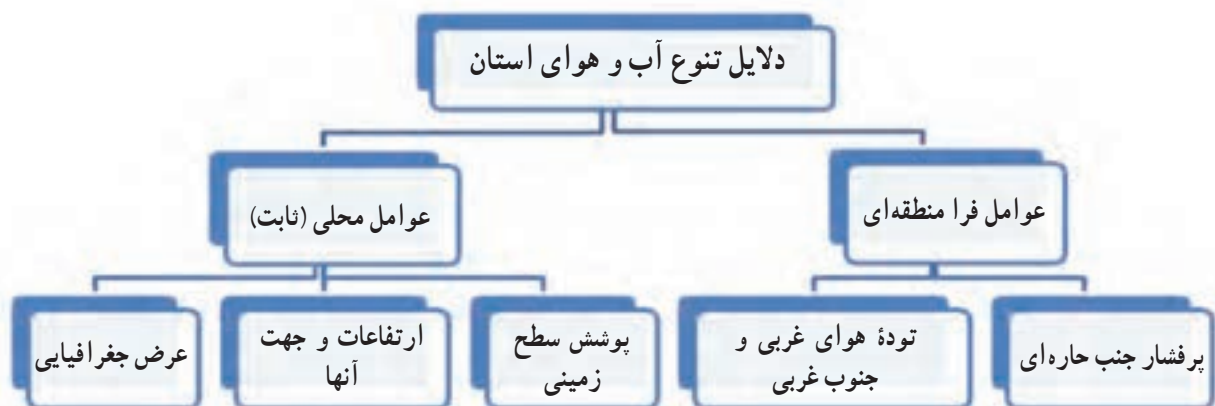 دلایل تنوع آب و هوای استان
عوامل فرا منطقه‌ای
عوامل محلی (ثابت)
پرفشار جنب حاره‌ای
تودۀ هوای غربی و
جنوب غربی
پوشش سطح
زمینی
ارتفاعات و جهت
آنها
عرض جغرافیایی